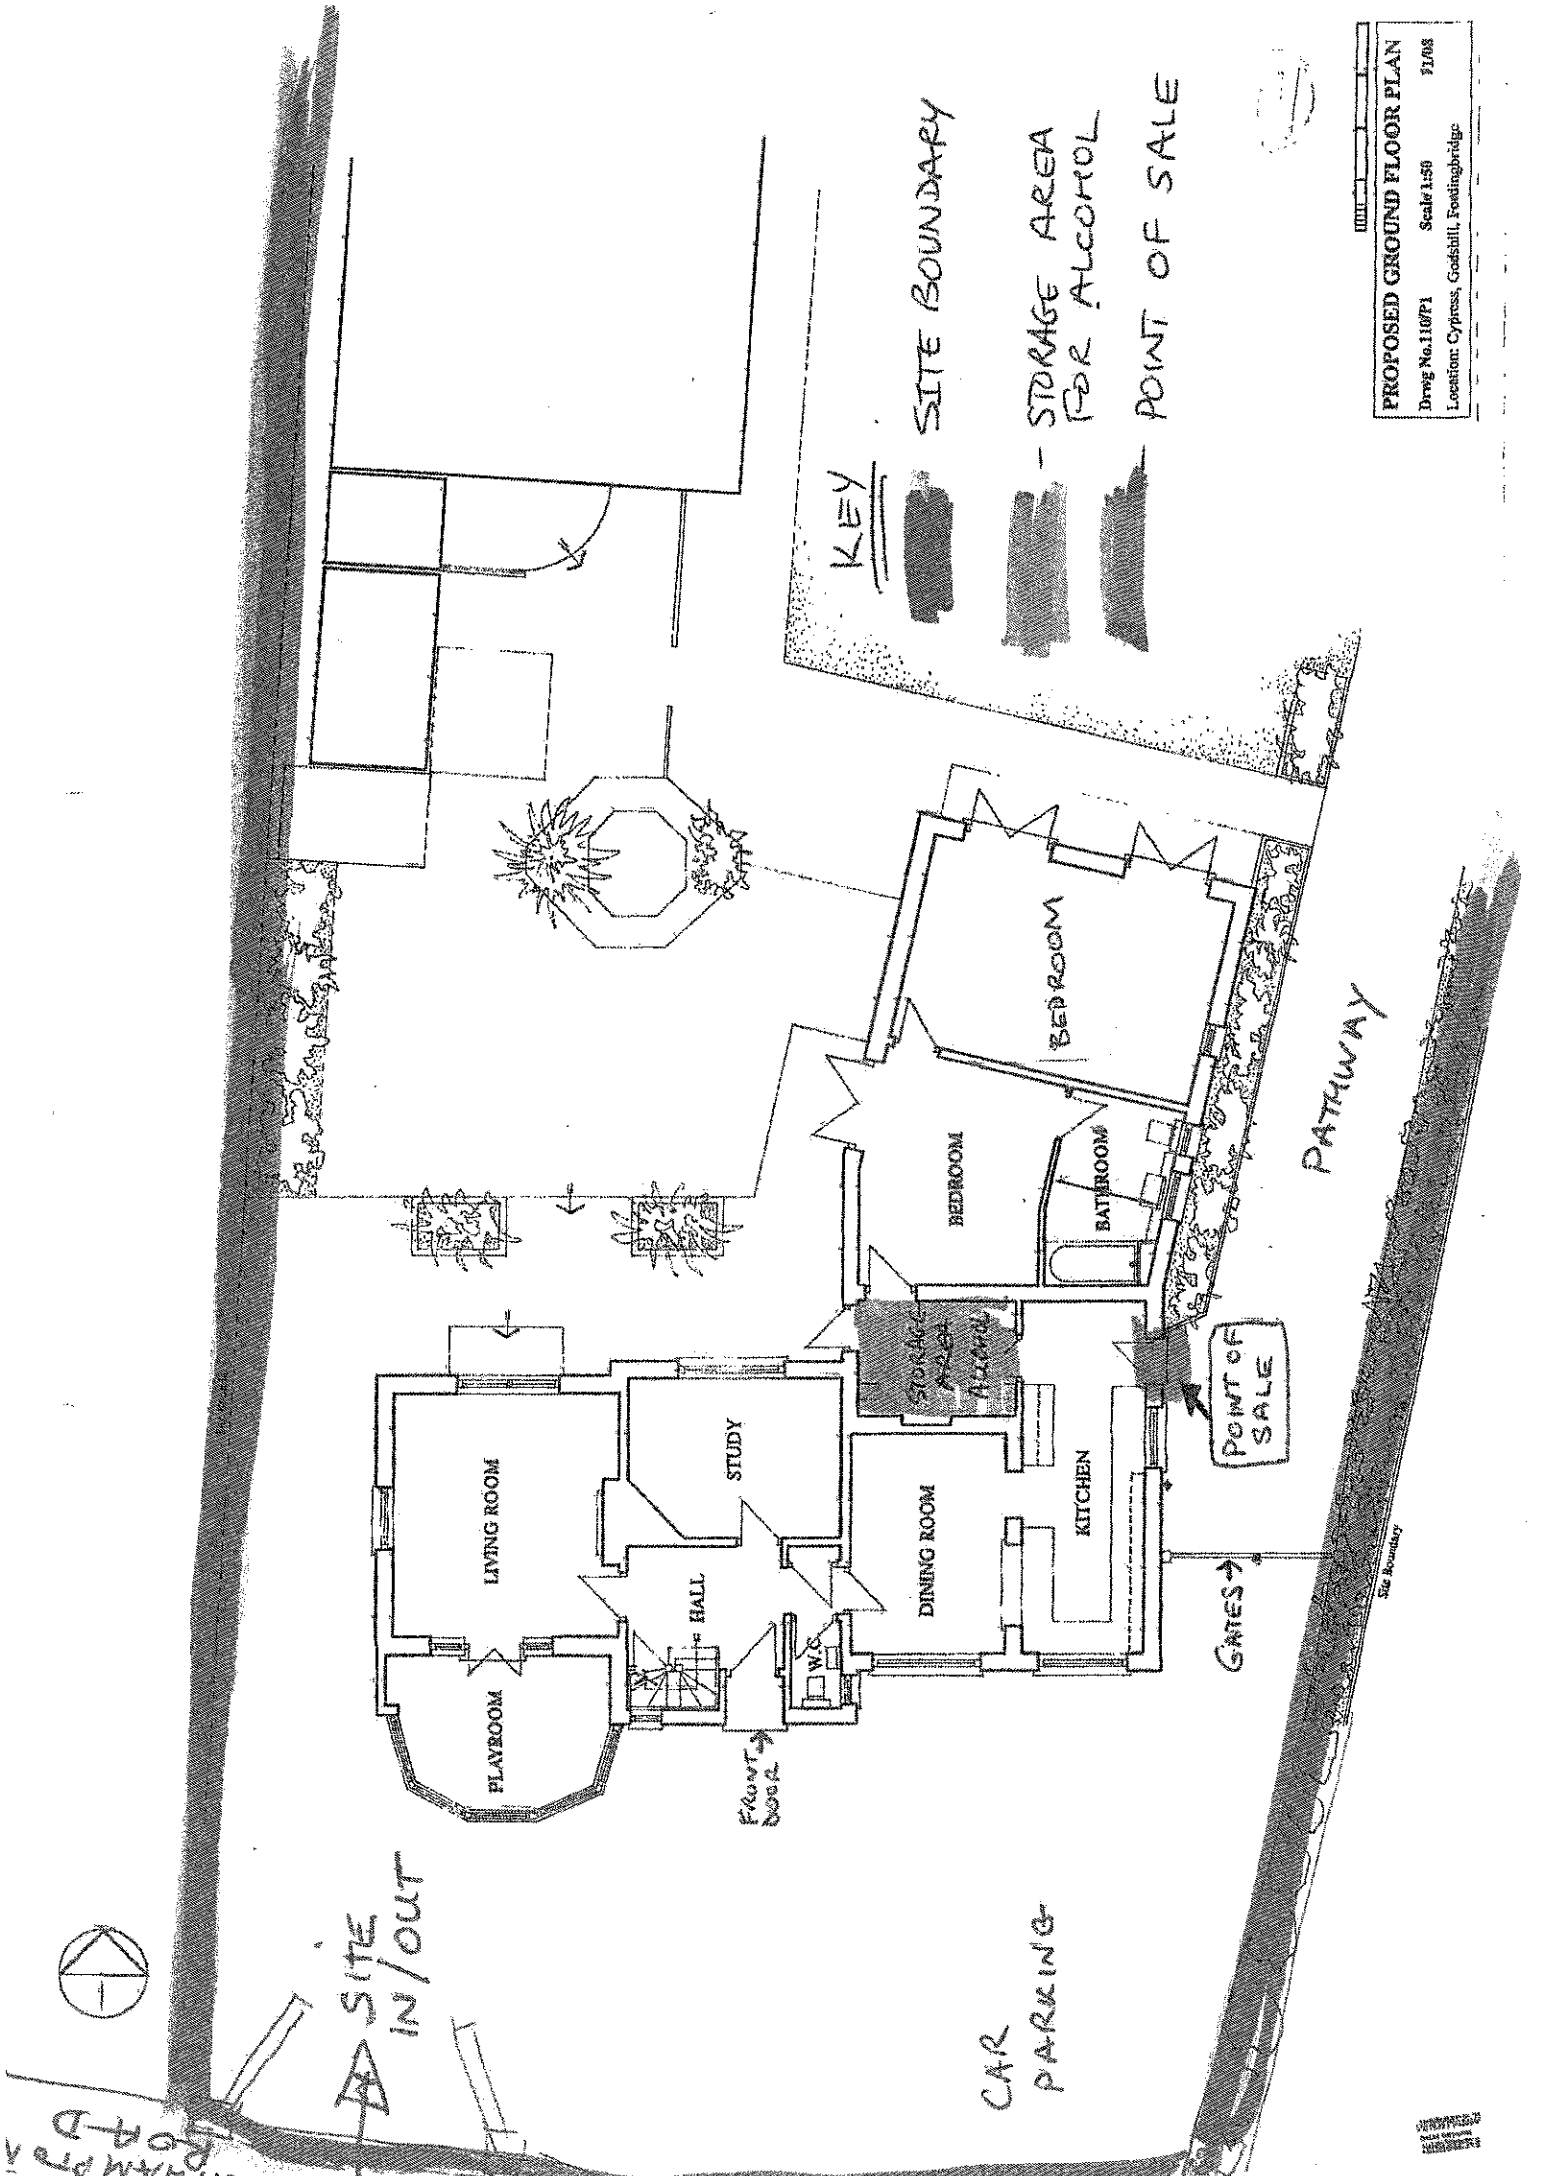 SITE
IN/OUT
CAR
PARKING
PLAYROOM
LIVING ROOM
FRONT
DOOR
HALL
W.C
STUDY
DINING ROOM
KITCHEN
GATES
STORAGE
AREA
ALCOHOL
POINT OF
SALE
BEDROOM
BATHROOM
BEDROOM
PATHWAY
Site Boundary
KEY
SITE BOUNDARY
- STORAGE AREA
FOR ALCOHOL
POINT OF SALE
PROPOSED GROUND FLOOR PLAN
Drwg No.110/P1 Scale 1:50
Location: Cypress, Godshill, Fordingbridge
ROAD